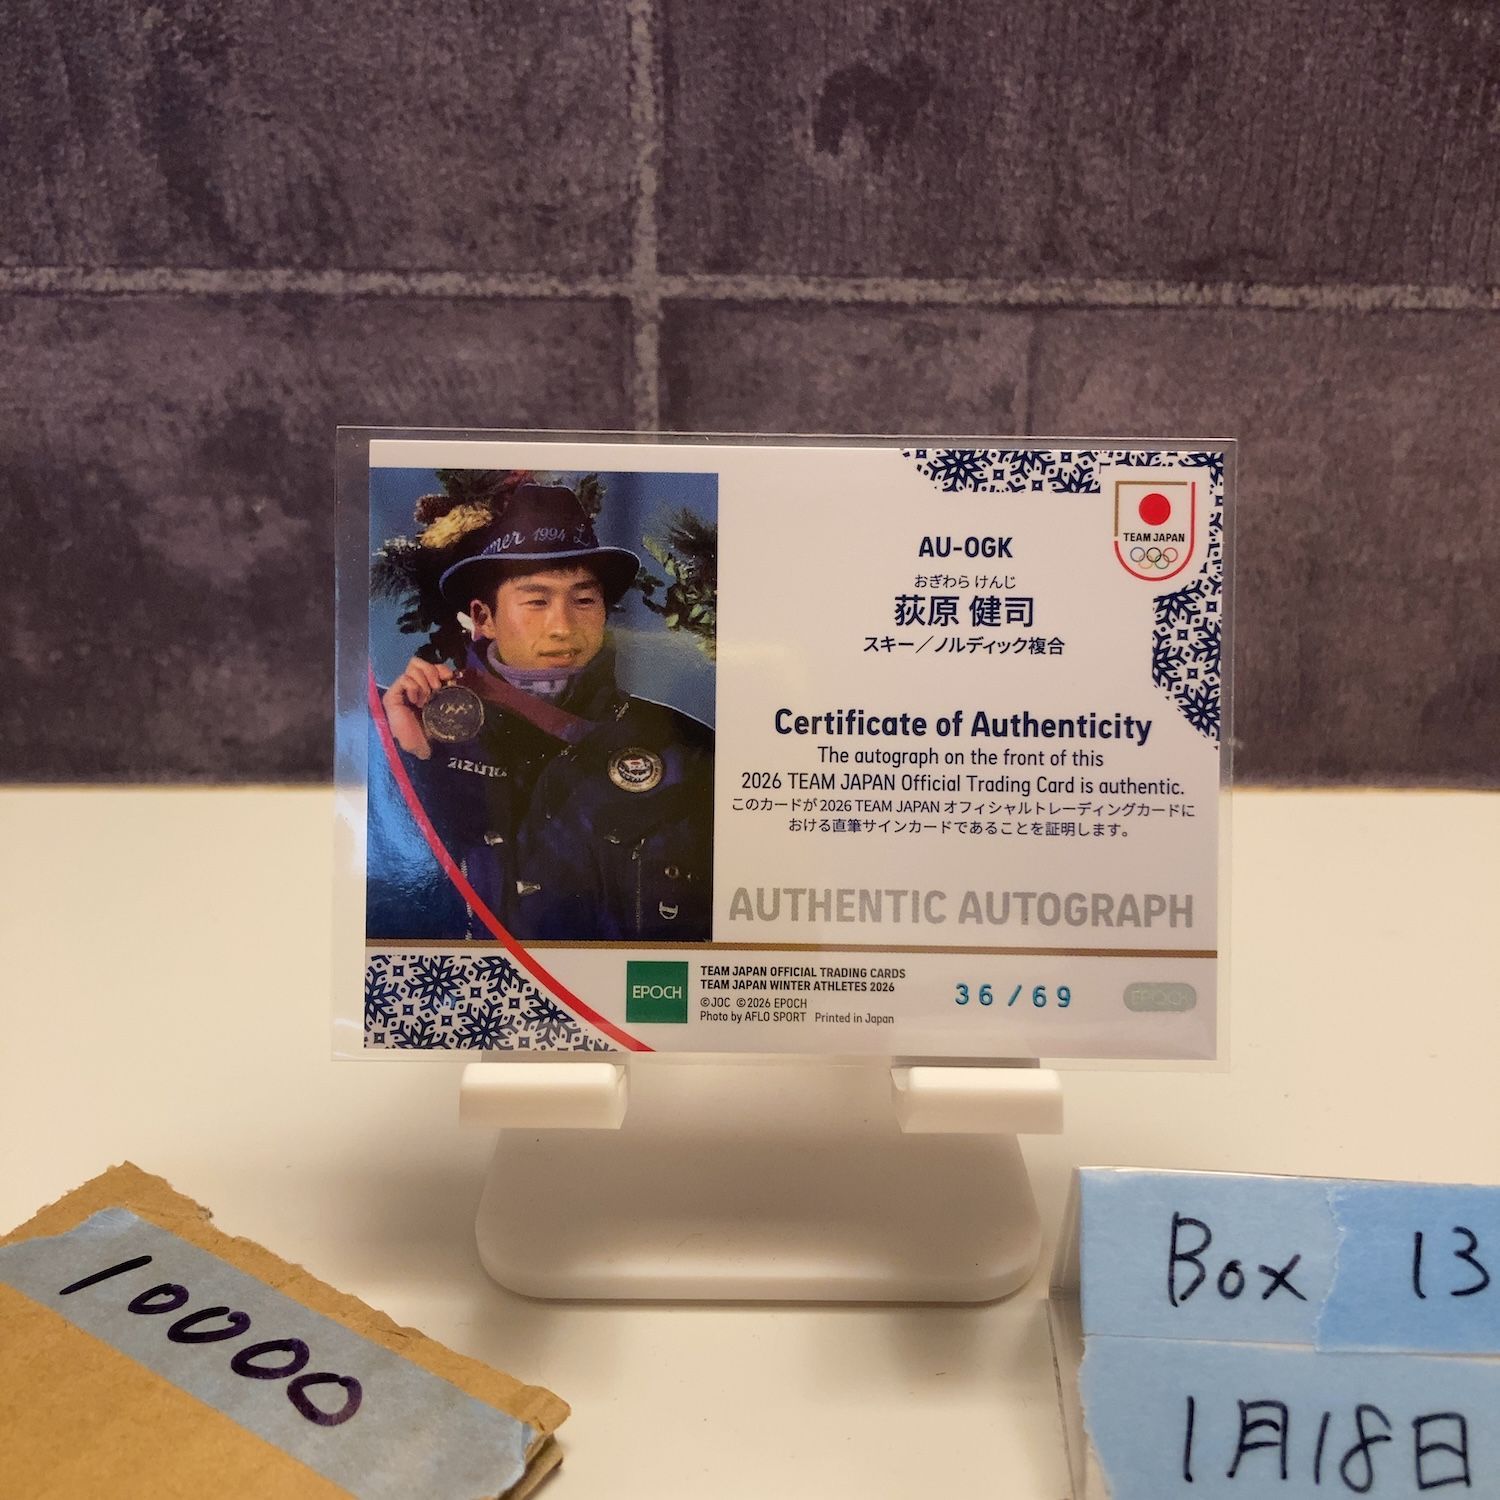 mer 1994 L
MIZUNO
D
TEAM JAPAN
AU-OGK
おぎわら けんじ
荻原 健司
スキー／ノルディック複合
Certificate of Authenticity
The autograph on the front of this
2026 TEAM JAPAN Official Trading Card is authentic.
このカードが2026 TEAM JAPAN オフィシャルトレーディングカードに
おける直筆サインカードであることを証明します。
AUTHENTIC AUTOGRAPH
EPOCH
TEAM JAPAN OFFICIAL TRADING CARDS
TEAM JAPAN WINTER ATHLETES 2026
©JOC ©2026 EPOCH
Photo by AFLO SPORT Printed in Japan
36/69
EPOCH
10000
Box 13
1月18日